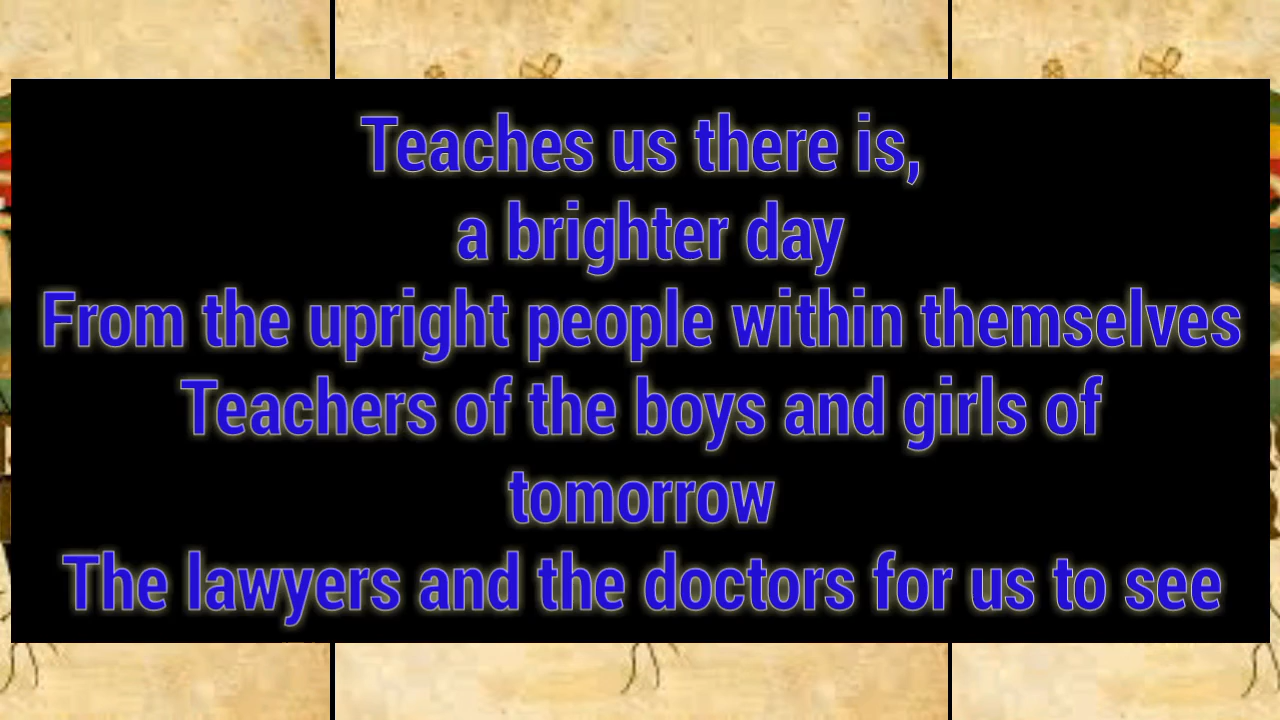 Teaches us there is,
a brighter day
From the upright people within themselves
Teachers of the boys and girls of
tomorrow
The lawyers and the doctors for us to see